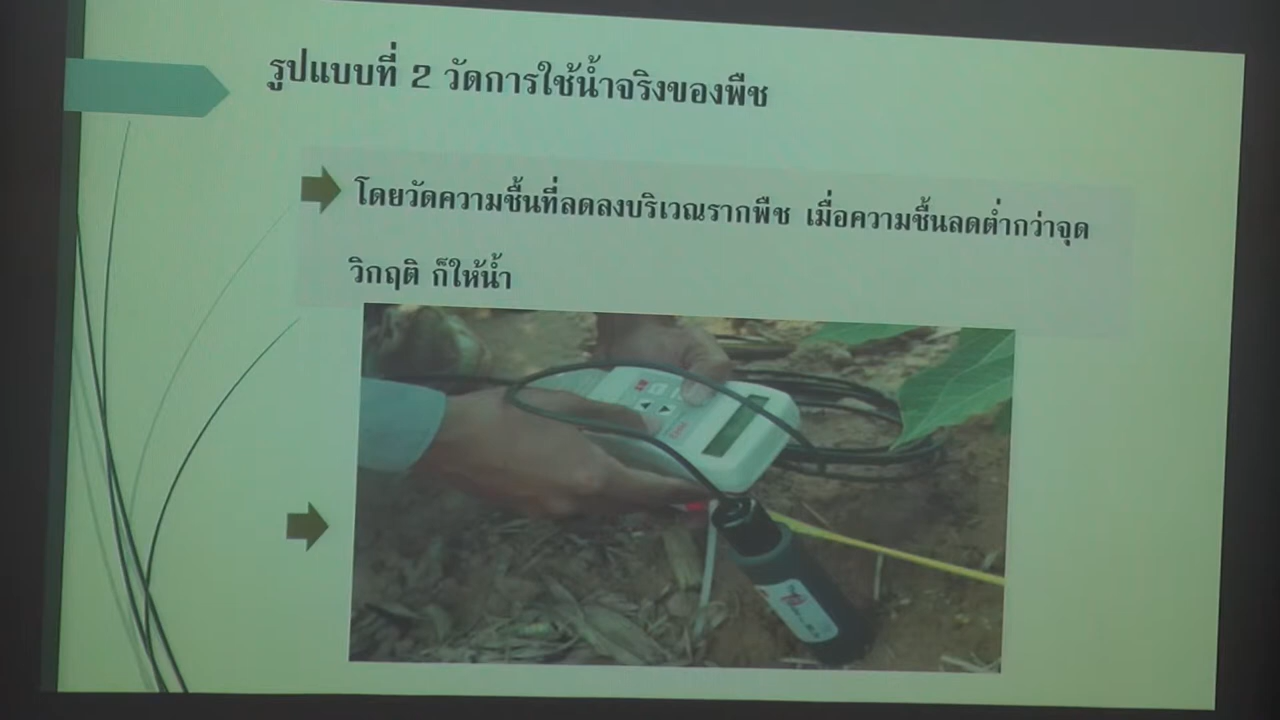 รูปแบบที่ 2 วัดการใช้น้ำจริงของพืช
โดยวัดความชื้นที่ลดลงบริเวณรากพืช เมื่อความชื้นลดต่ำกว่าจุด
วิกฤติ ก็ให้น้ำ